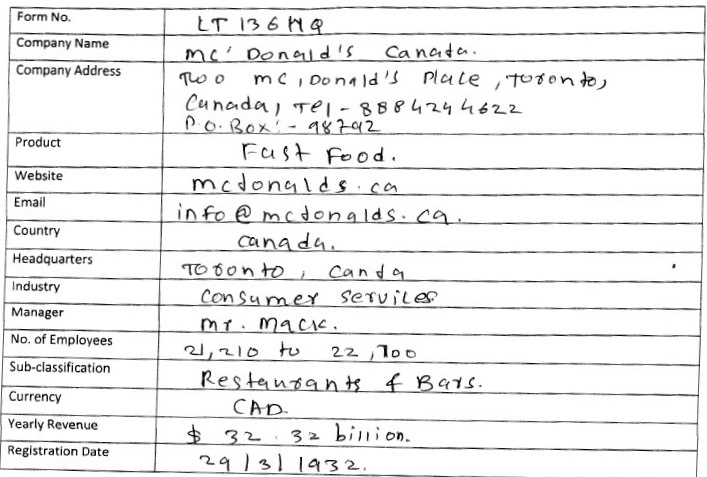 Form No. LT 136 HQ
Company Name Mc' Donald's Canada.
Company Address Two Mc, Donald's Place, Toronto,
Canada, Tel - 8884244622
P.O. Box: - 98792
Product Fast Food.
Website mcdonalds.ca
Email info@mcdonalds.ca.
Country Canada.
Headquarters Toronto, Canda
Industry Consumer Services
Manager Mr. Mack.
No. of Employees 21,210 to 22,700
Sub-classification Restaurants & Bars.
Currency CAD
Yearly Revenue $ 32.32 billion.
Registration Date 29/3/1932.